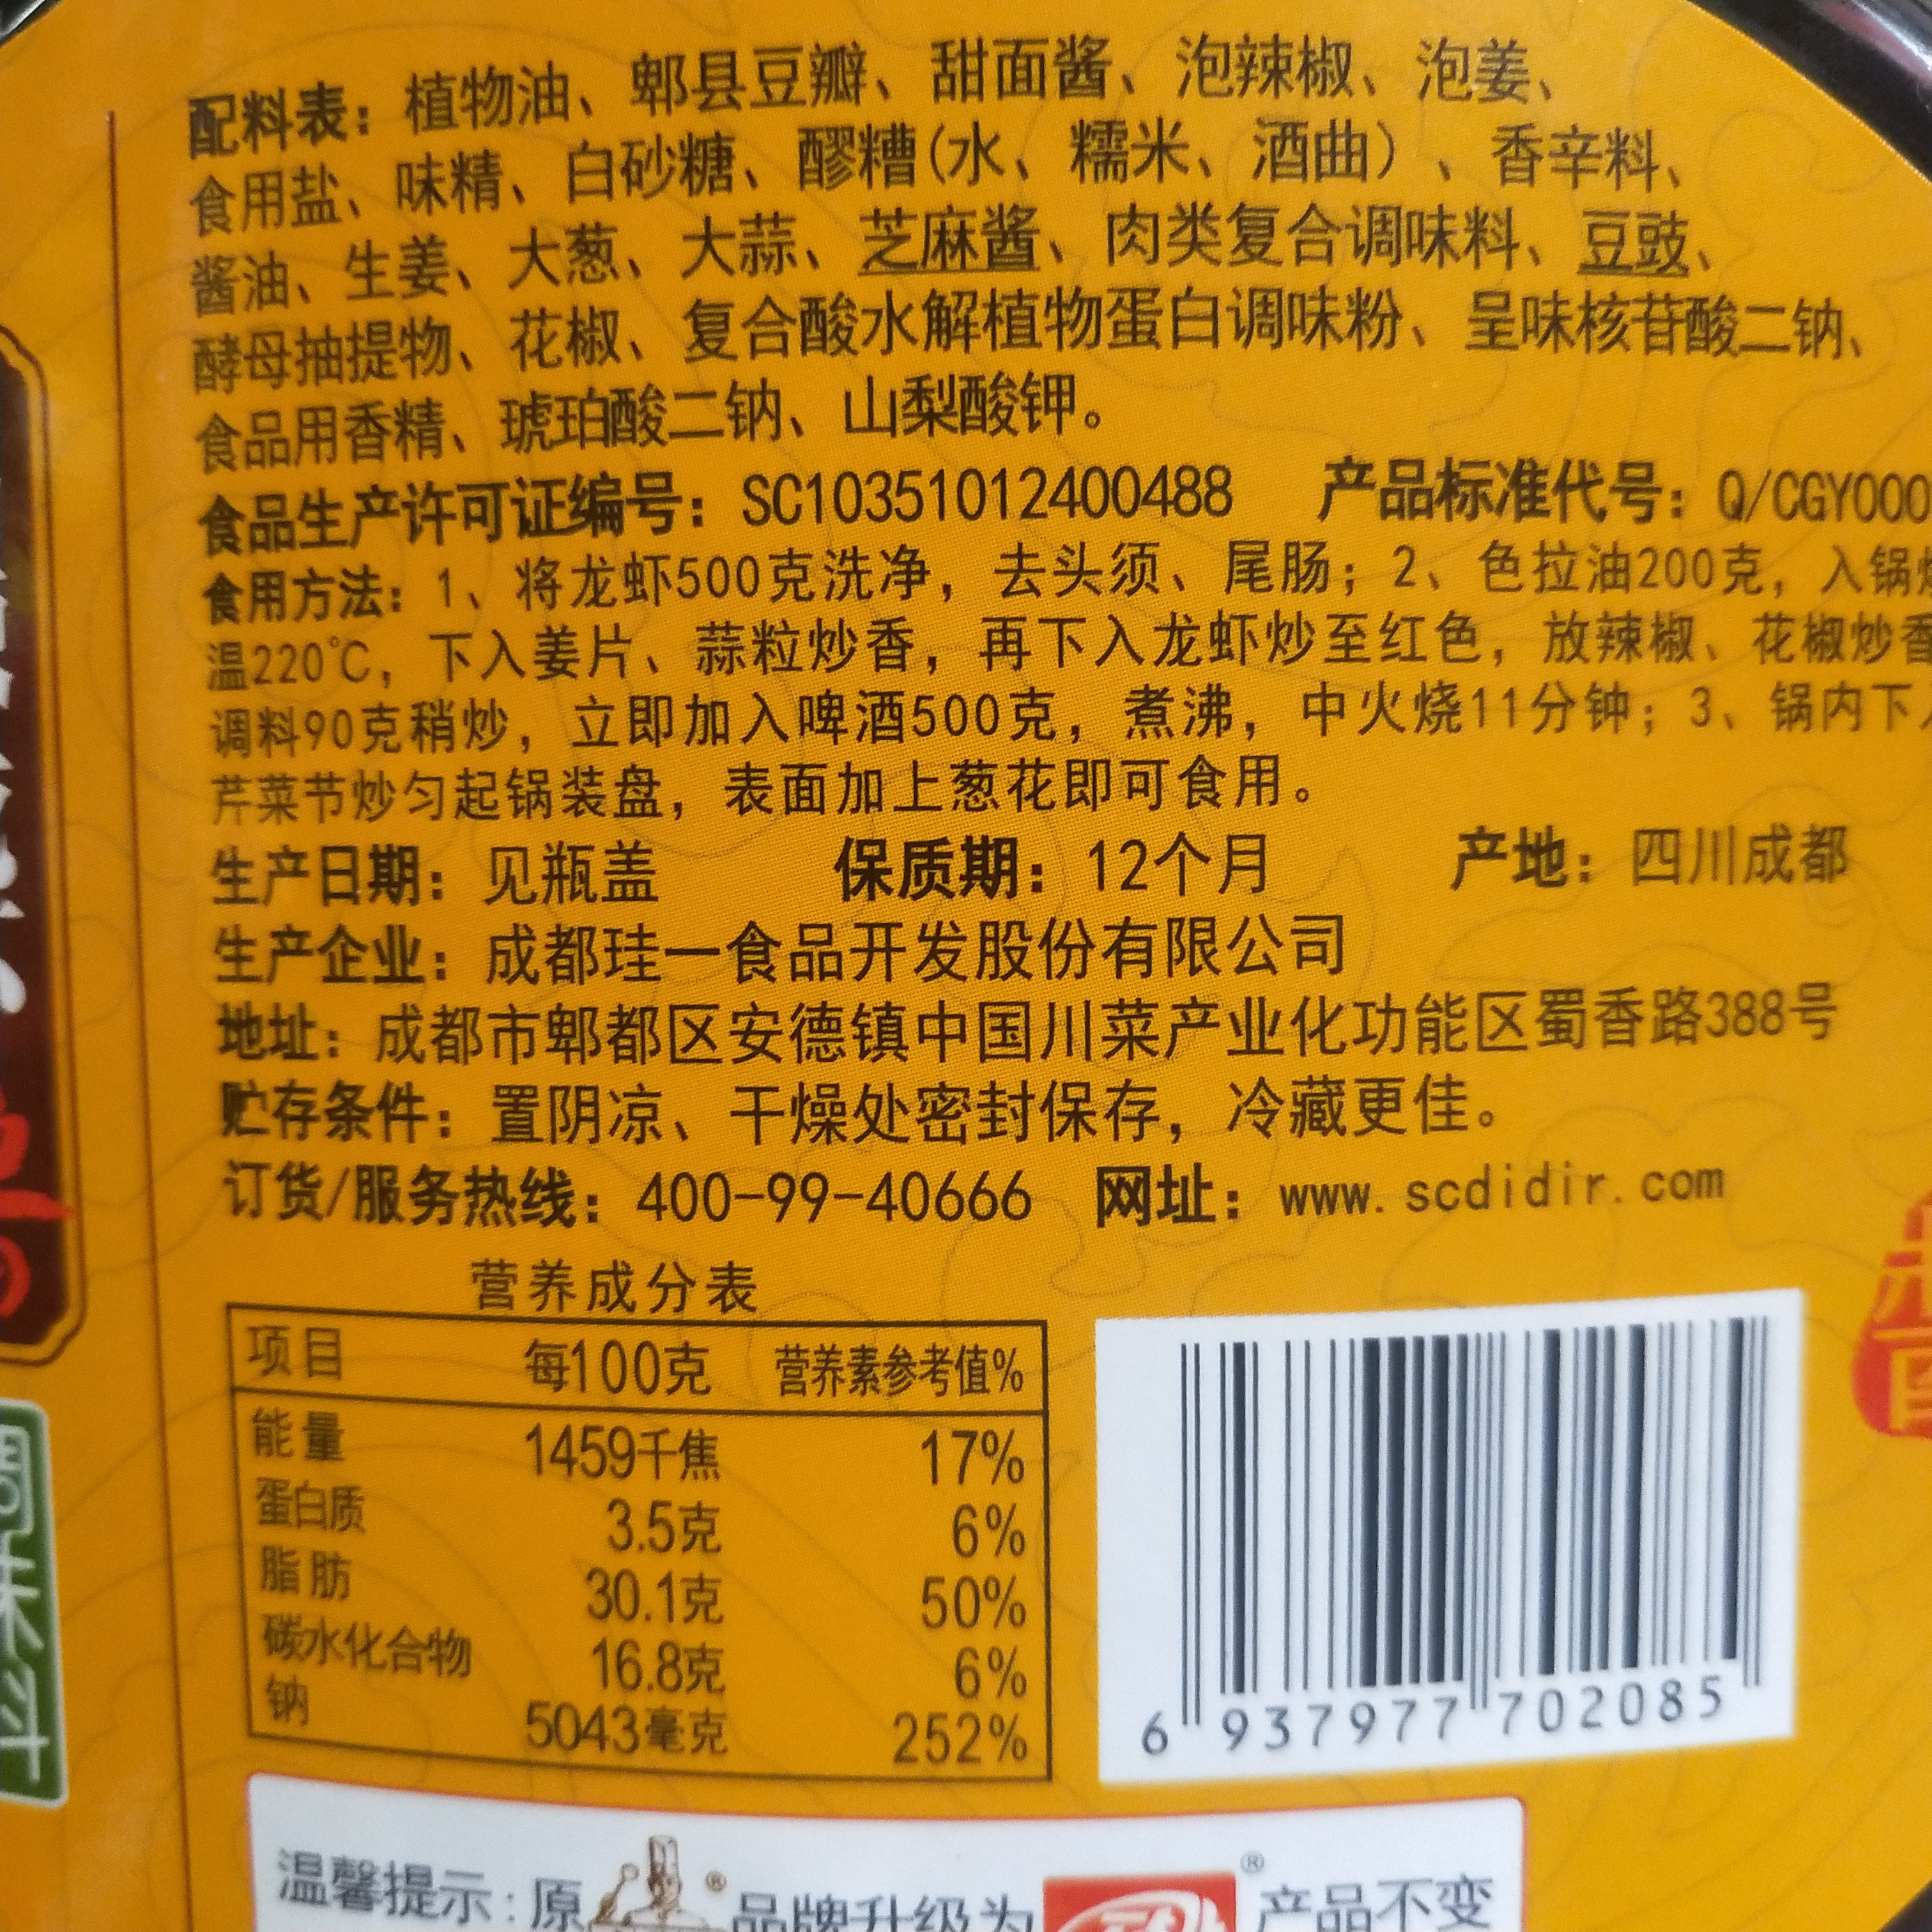 配料表：植物油、郫县豆瓣、甜面酱、泡辣椒、泡姜、
食用盐、味精、白砂糖、醪糟(水、糯米、酒曲)、香辛料、
酱油、生姜、大葱、大蒜、芝麻酱、肉类复合调味料、豆豉、
酵母抽提物、花椒、复合酸水解植物蛋白调味粉、呈味核苷酸二钠、
食品用香精、琥珀酸二钠、山梨酸钾。
食品生产许可证编号：SC10351012400488 产品标准代号：Q/CGY000
食用方法：1、将龙虾500克洗净，去头须、尾肠；2、色拉油200克，入锅
温220℃，下入姜片、蒜粒炒香，再下入龙虾炒至红色，放辣椒、花椒炒香
调料90克稍炒，立即加入啤酒500克，煮沸，中火烧11分钟；3、锅内下
芹菜节炒匀起锅装盘，表面加上葱花即可食用。
生产日期：见瓶盖 保质期：12个月 产地：四川成都
生产企业：成都珪一食品开发股份有限公司
地址：成都市郫都区安德镇中国川菜产业化功能区蜀香路388号
贮存条件：置阴凉、干燥处密封保存，冷藏更佳。
订货/服务热线：400-99-40666 网址：www.scdidir.com
营养成分表
项目 每100克 营养素参考值%
能量 1459千焦 17%
蛋白质 3.5克 6%
脂肪 30.1克 50%
碳水化合物 16.8克 6%
钠 5043毫克 252%
6 937977 702085
温馨提示：原 ® 品牌升级为 ® 产品不变